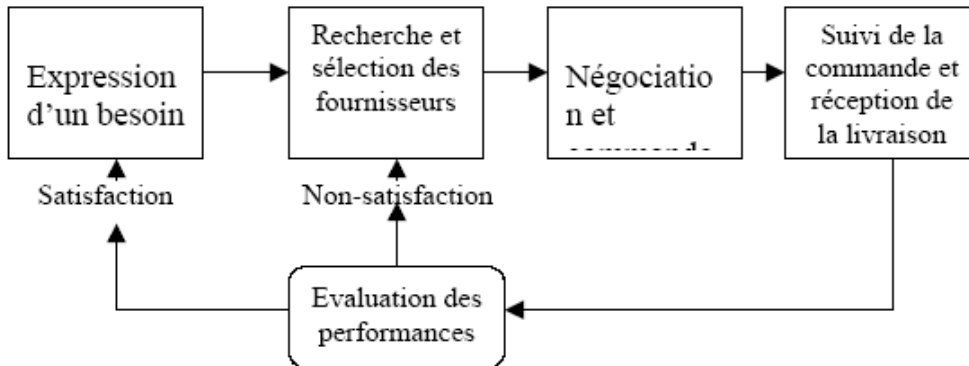 Expression
d’un besoin
Recherche et
sélection des
fournisseurs
Négociatio
n et
Suivi de la
commande et
réception de
la livraison
Satisfaction
Non-satisfaction
Evaluation des
performances